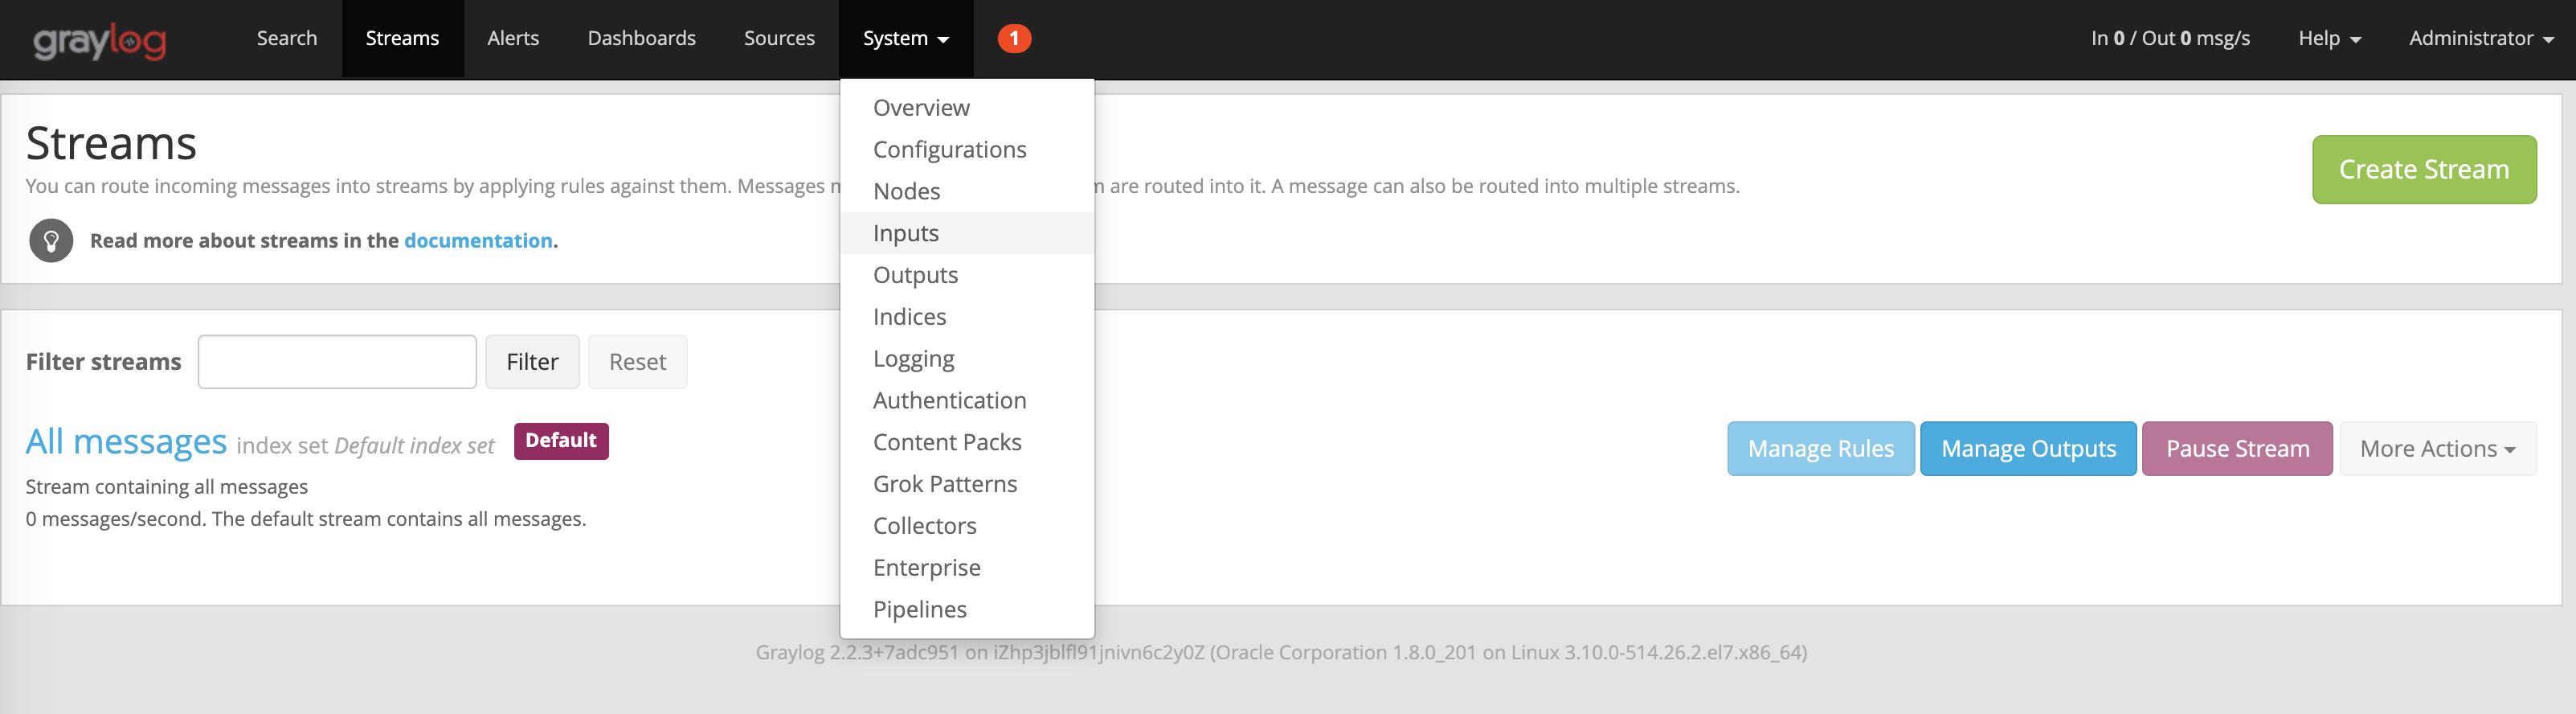 graylog Search Streams Alerts Dashboards Sources System 1 In 0 / Out 0 msg/s Help Administrator
Overview
Configurations
Nodes
Inputs
Outputs
Indices
Logging
Authentication
Content Packs
Grok Patterns
Collectors
Enterprise
Pipelines
Streams
Create Stream
You can route incoming messages into streams by applying rules against them. Messages are routed into it. A message can also be routed into multiple streams.
Read more about streams in the documentation.
Filter streams Filter Reset
All messages index set Default index set Default Manage Rules Manage Outputs Pause Stream More Actions
Stream containing all messages
0 messages/second. The default stream contains all messages.
Graylog 2.2.3+7adc951 on iZhp3jblfl91jnivn6c2y0Z (Oracle Corporation 1.8.0_201 on Linux 3.10.0-514.26.2.el7.x86_64)